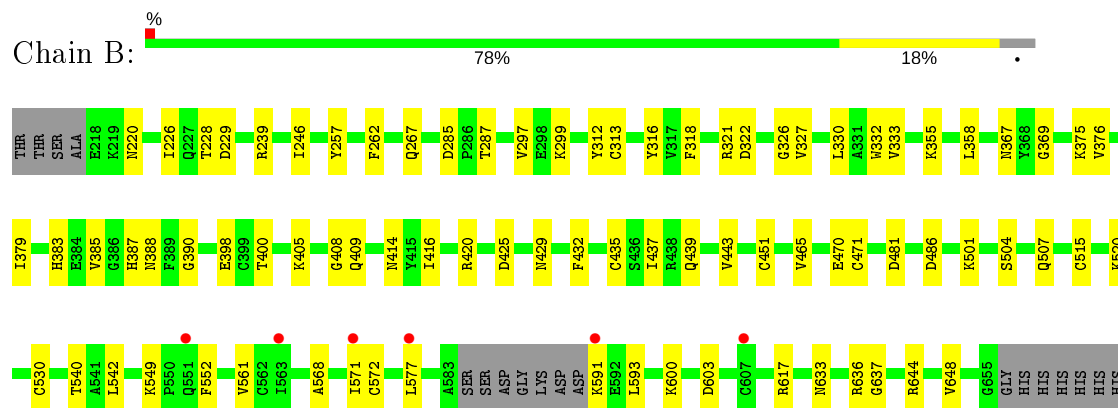 %
Chain B:
78% 18% •
THR THR SER ALA E218 K219 N220 I226 Q227 T228 D229 R239 I246 Y257 F262 Q267 D285 P286 T287 V297 E298 K299 Y312 C313 Y316 V317 F318 R321 D322 G326 V327 L330 A331 W332 V333 K355 L358 N367 Y368 G369 K375 V376
I379 H383 E384 V385 G386 H387 N388 F389 G390 E398 C399 T400 K405 G408 Q409 N414 Y415 I416 R420 D425 N429 F432 C435 S436 I437 R438 Q439 V443 C451 V465 E470 C471 D481 D486 K501 S504 Q507 C515
C530 T540 A541 L542 K549 P550 Q551 F552 V561 C562 I563 A568 I571 C572 L577 A583 SER SER ASP GLY LYS ASP ASP K591 E592 L593 K600 D603 C607 R617 N633 R636 G637 R644 V648 G655 GLY HIS HIS HIS HIS HIS